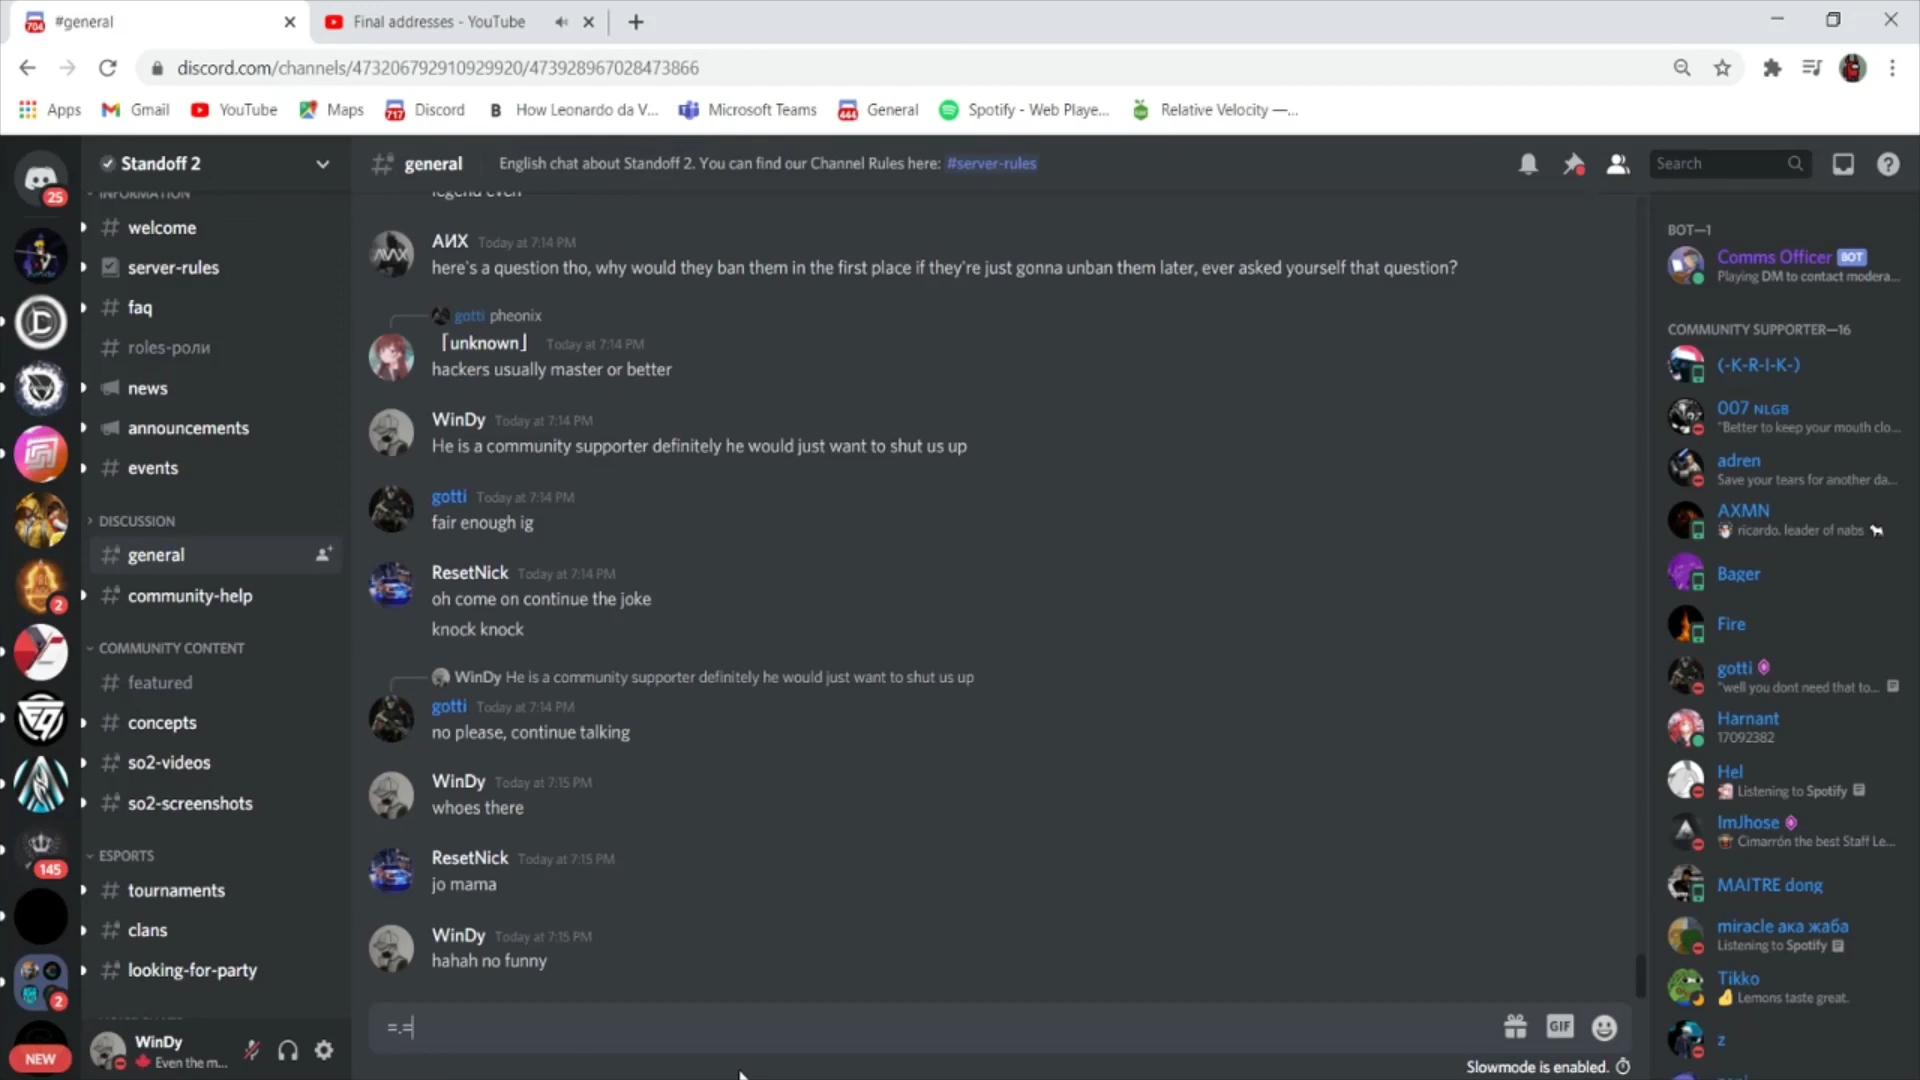 #general
Final addresses - YouTube
discord.com/channels/473206792910929920/473928967028473866
Apps
Gmail
YouTube
Maps
Discord
How Leonardo da V...
Microsoft Teams
General
Spotify - Web Playe...
Relative Velocity —...
25
2
145
2
NEW
Standoff 2
INFORMATION
welcome
server-rules
faq
roles-роли
news
announcements
events
DISCUSSION
general
community-help
COMMUNITY CONTENT
featured
concepts
so2-videos
so2-screenshots
ESPORTS
tournaments
clans
looking-for-party
WinDy
Even the m...
general
English chat about Standoff 2. You can find our Channel Rules here: #server-rules
Search
legend even
АИХ Today at 7:14 PM
here's a question tho, why would they ban them in the first place if they're just gonna unban them later, ever asked yourself that question?
gotti pheonix
「unknown」 Today at 7:14 PM
hackers usually master or better
WinDy Today at 7:14 PM
He is a community supporter definitely he would just want to shut us up
gotti Today at 7:14 PM
fair enough ig
ResetNick Today at 7:14 PM
oh come on continue the joke
knock knock
WinDy He is a community supporter definitely he would just want to shut us up
gotti Today at 7:14 PM
no please, continue talking
WinDy Today at 7:15 PM
whoes there
ResetNick Today at 7:15 PM
jo mama
WinDy Today at 7:15 PM
hahah no funny
=.=
GIF
Slowmode is enabled.
BOT—1
Comms Officer BOT
Playing DM to contact modera...
COMMUNITY SUPPORTER—16
(-K-R-I-K-)
007 NLGB
"Better to keep your mouth clo...
adren
Save your tears for another da...
AXMN
ricardo. leader of nabs
Bager
Fire
gotti
"well you dont need that to...
Harnant
17092382
Hel
Listening to Spotify
ImJhose
Cimarrón the best Staff Le...
MAITRE dong
miracle ака жаба
Listening to Spotify
Tikko
Lemons taste great.
z